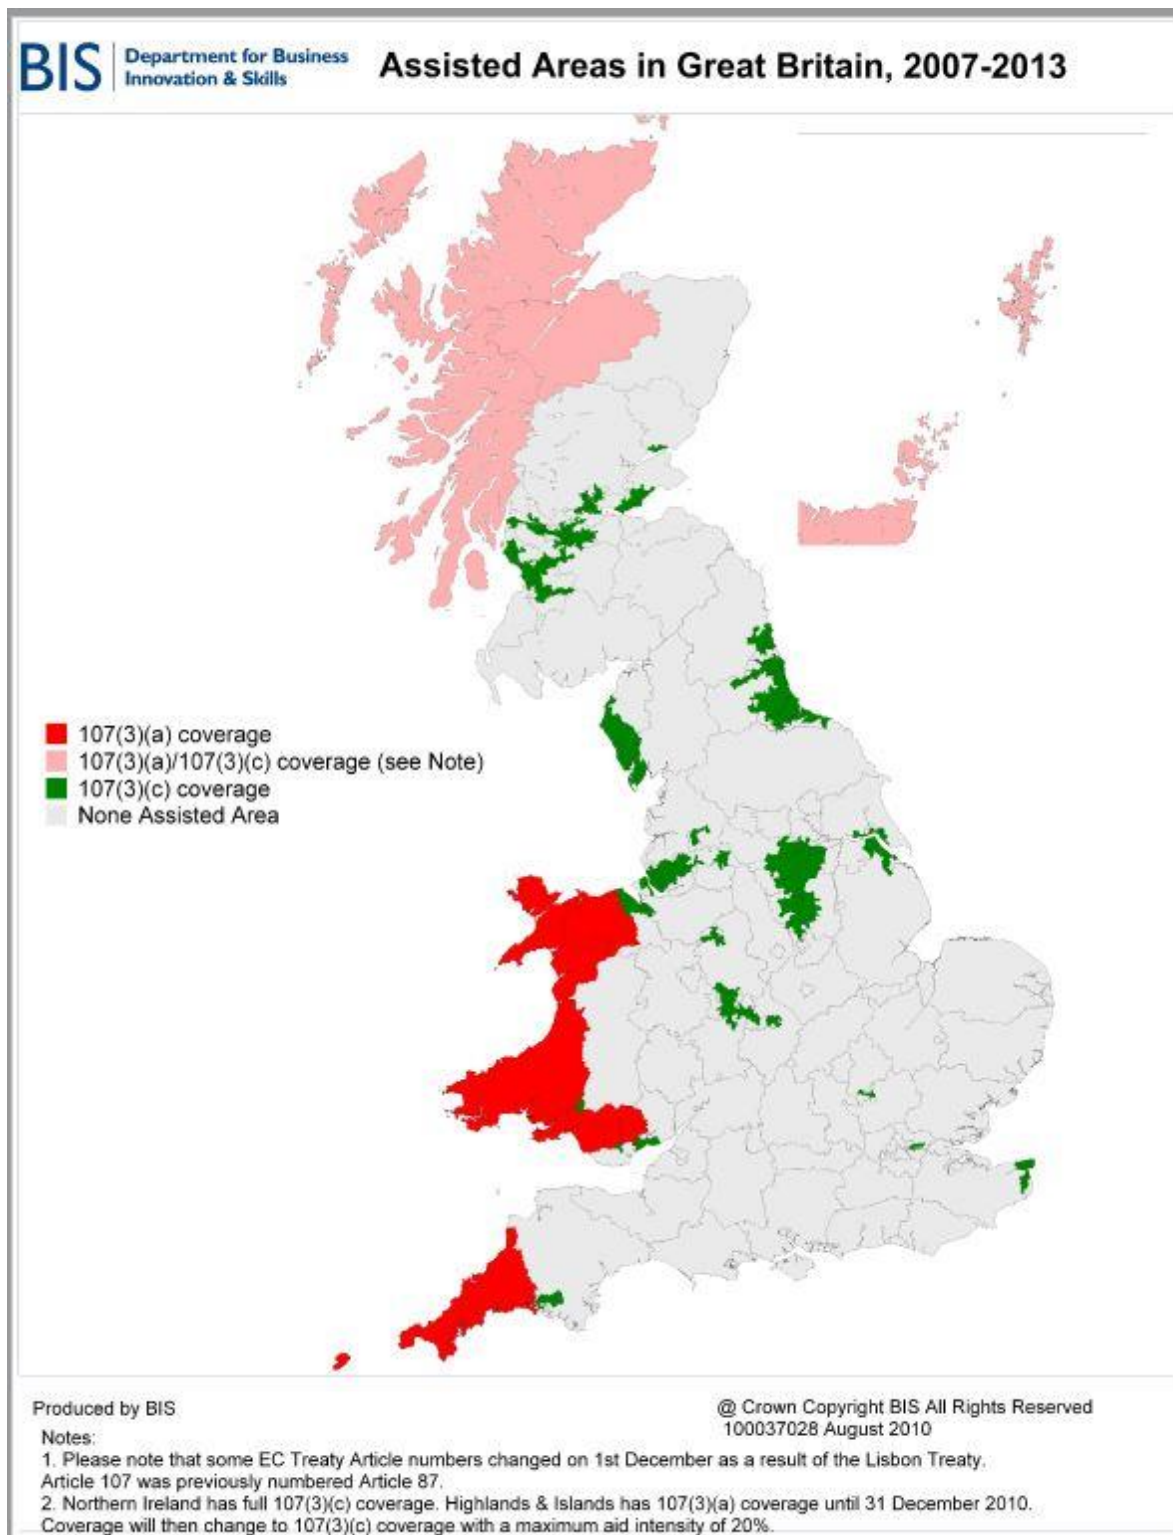 BIS
Department for Business
Innovation & Skills
Assisted Areas in Great Britain, 2007-2013
107(3)(a) coverage
107(3)(a)/107(3)(c) coverage (see Note)
107(3)(c) coverage
None Assisted Area
Produced by BIS
@ Crown Copyright BIS All Rights Reserved
100037028 August 2010
Notes:
1. Please note that some EC Treaty Article numbers changed on 1st December as a result of the Lisbon Treaty.
Article 107 was previously numbered Article 87.
2. Northern Ireland has full 107(3)(c) coverage. Highlands & Islands has 107(3)(a) coverage until 31 December 2010.
Coverage will then change to 107(3)(c) coverage with a maximum aid intensity of 20%.